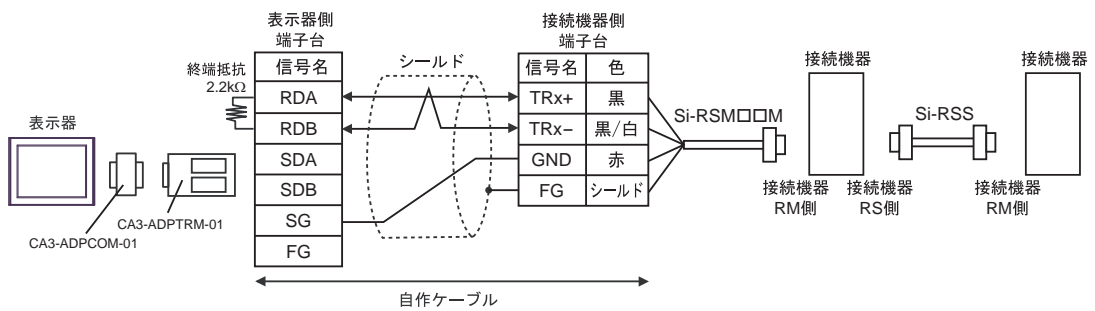 表示器
CA3-ADPCOM-01
CA3-ADPTRM-01
終端抵抗
2.2kΩ
表示器側
端子台
信号名
RDA
RDB
SDA
SDB
SG
FG
シールド
接続機器側
端子台
信号名 色
TRx+ 黒
TRx− 黒/白
GND 赤
FG シールド
自作ケーブル
Si-RSM□□M
接続機器
接続機器
RM側
接続機器
RS側
Si-RSS
接続機器
接続機器
RM側